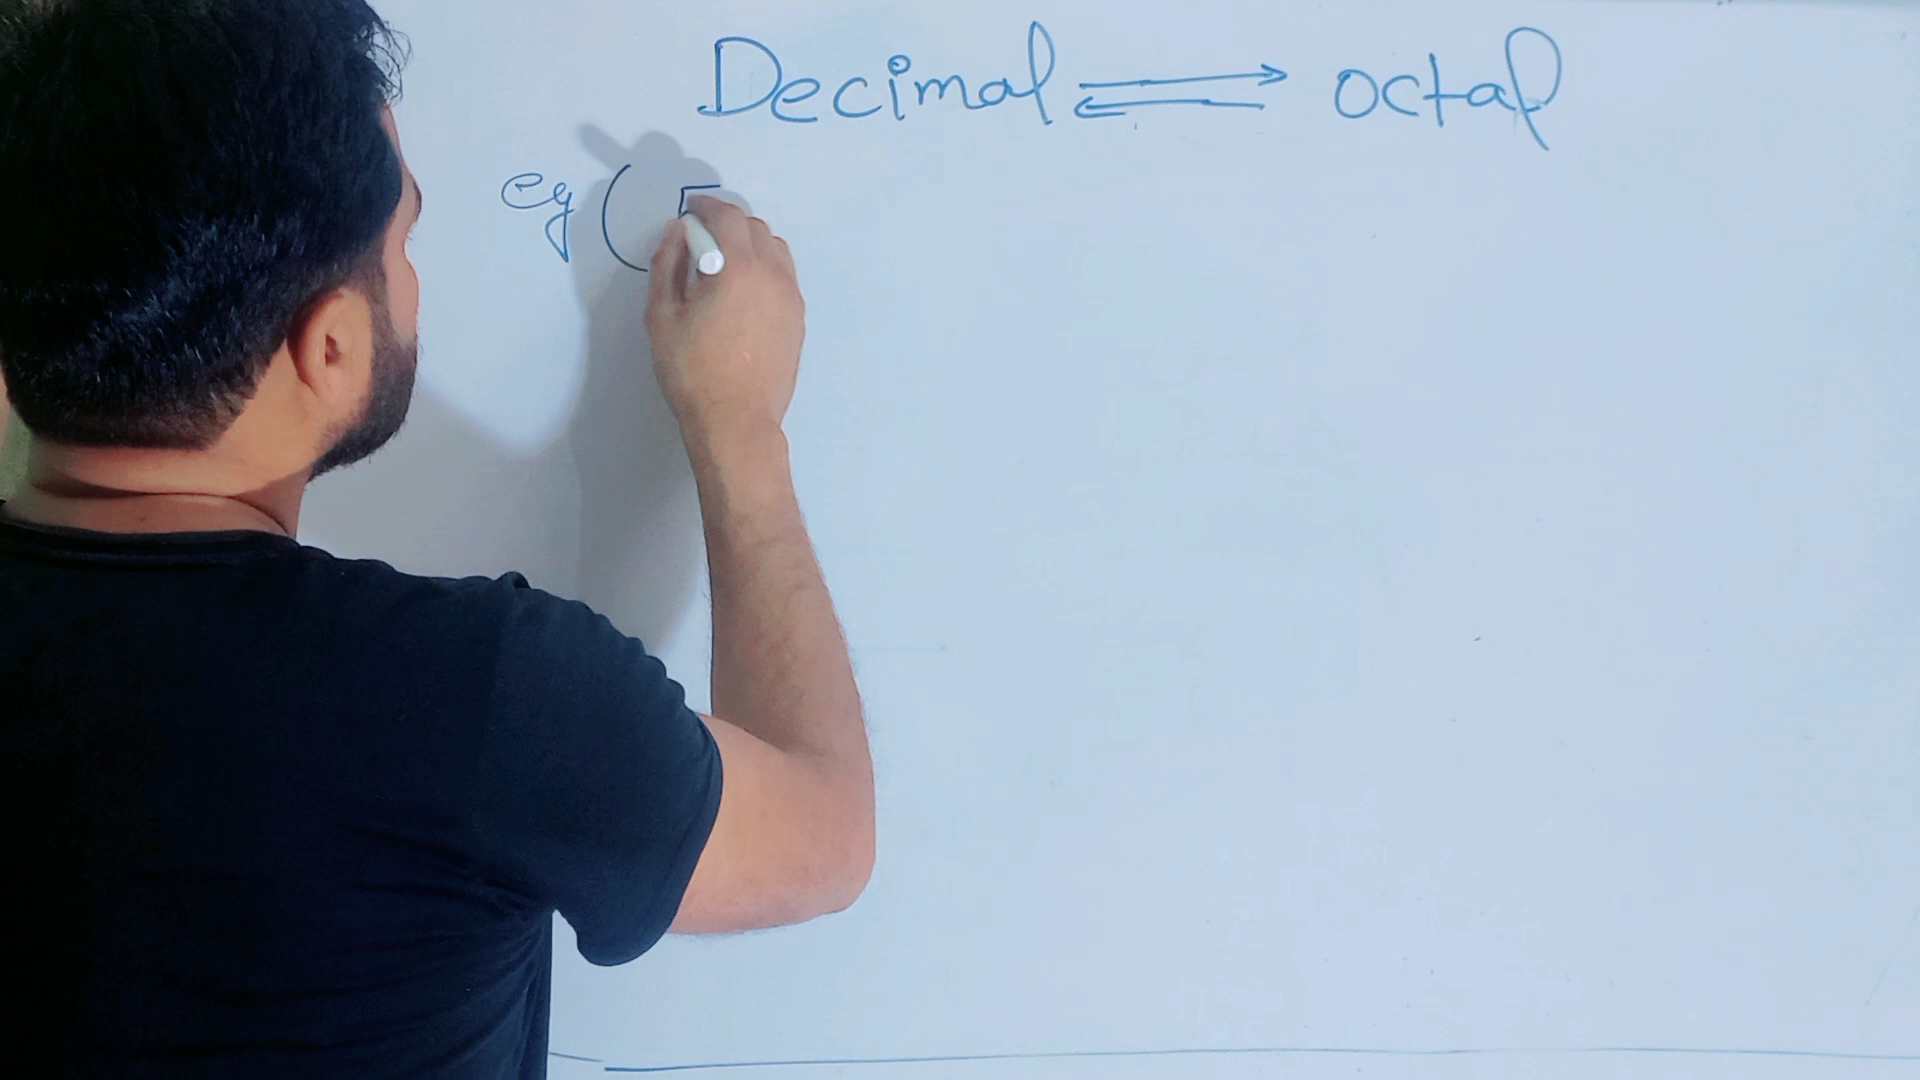 Decimal ⇌ octal
eg (